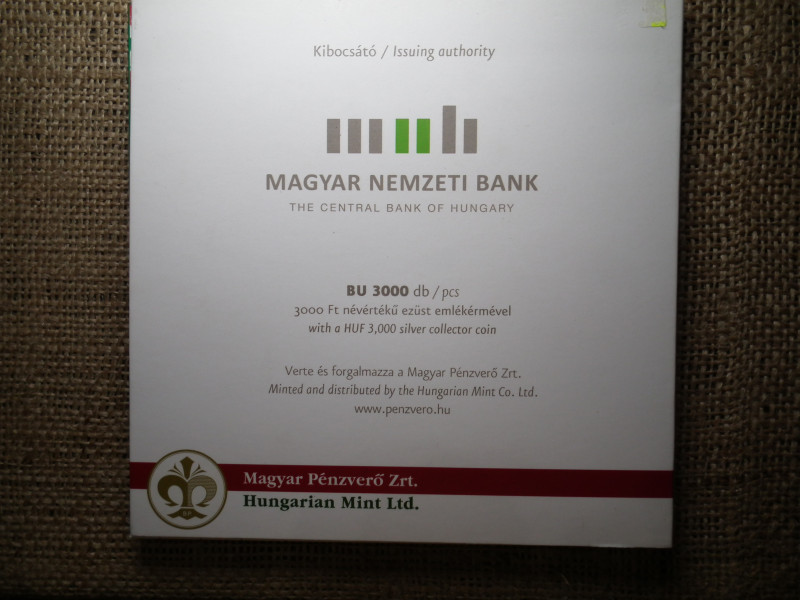 Kibocsátó / Issuing authority
mnb
MAGYAR NEMZETI BANK
THE CENTRAL BANK OF HUNGARY
BU 3000 db / pcs
3000 Ft névértékű ezüst emlékérmével
with a HUF 3,000 silver collector coin
Verte és forgalmazza a Magyar Pénzverő Zrt.
Minted and distributed by the Hungarian Mint Co. Ltd.
www.penzvero.hu
Magyar Pénzverő Zrt.
Hungarian Mint Ltd.